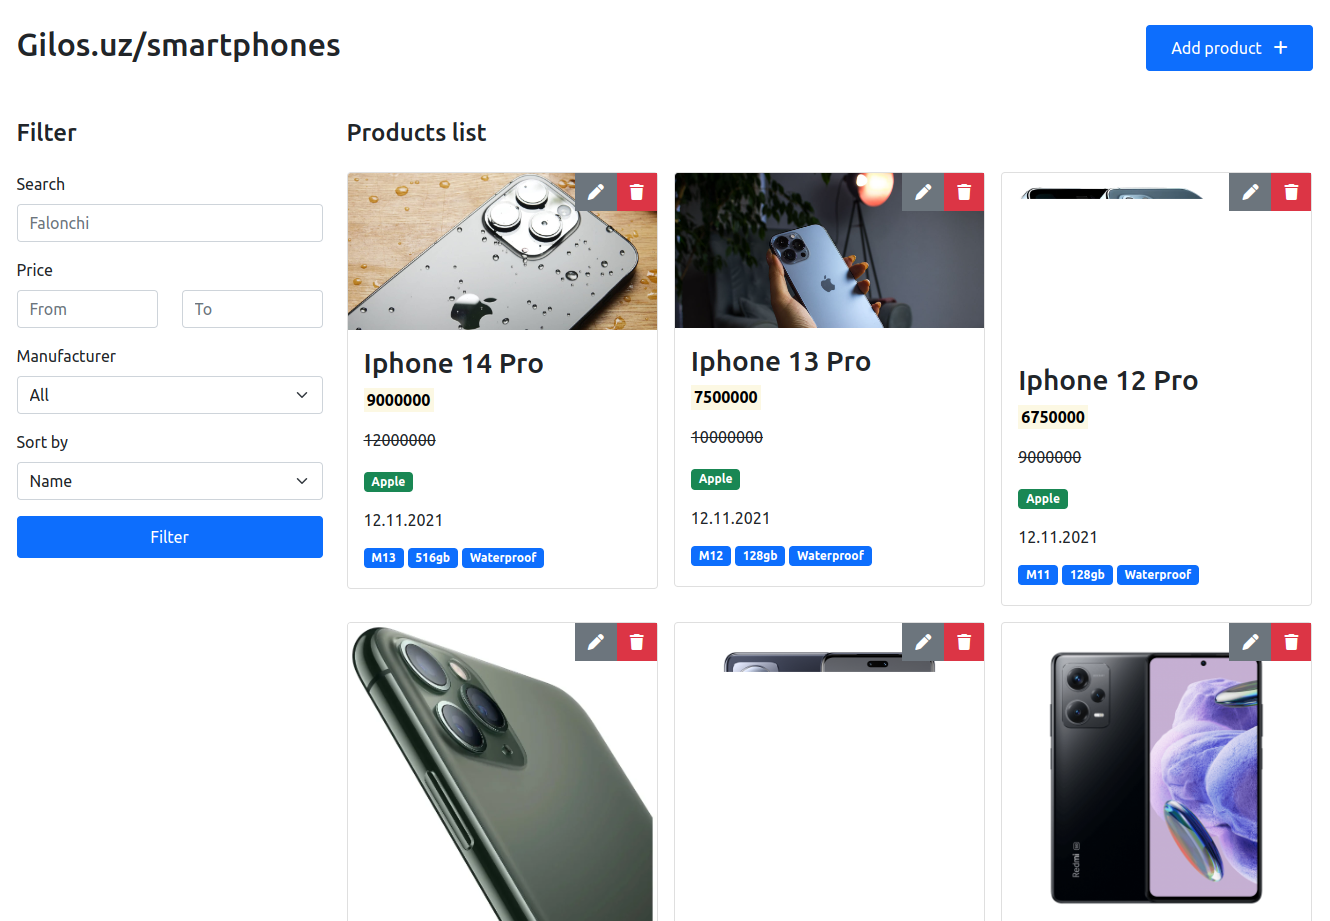 Gilos.uz/smartphones
Add product +
Filter
Search
Falonchi
Price
From
To
Manufacturer
All
Sort by
Name
Filter
Products list
Iphone 14 Pro
9000000
12000000
Apple
12.11.2021
M13 516gb Waterproof
Iphone 13 Pro
7500000
10000000
Apple
12.11.2021
M12 128gb Waterproof
Iphone 12 Pro
6750000
9000000
Apple
12.11.2021
M11 128gb Waterproof
Redmi